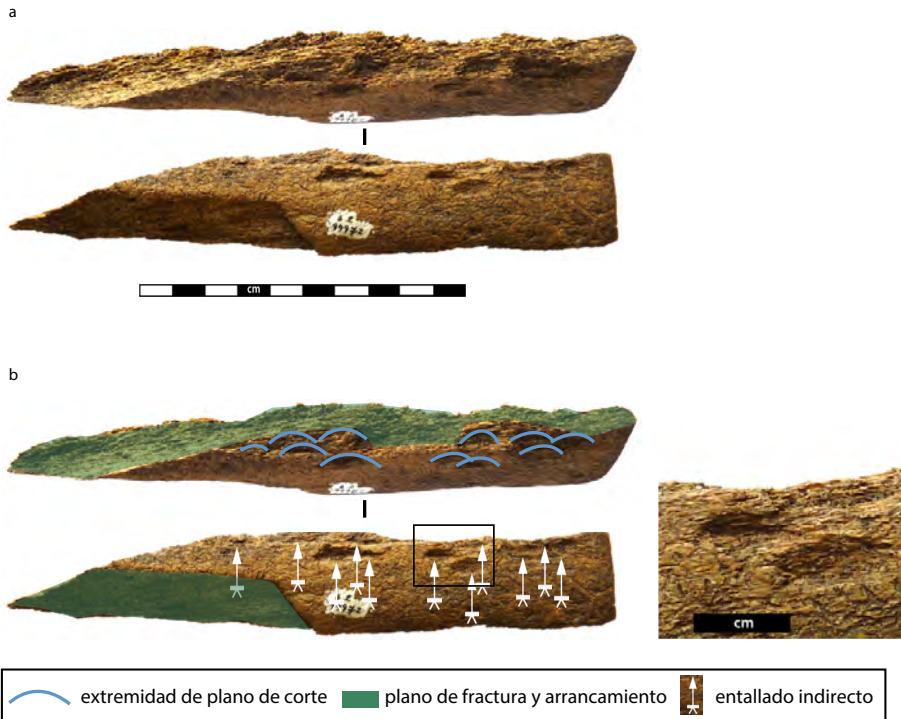 a
cm
b
cm
extremidad de plano de corte
plano de fractura y arrancamiento
entallado indirecto